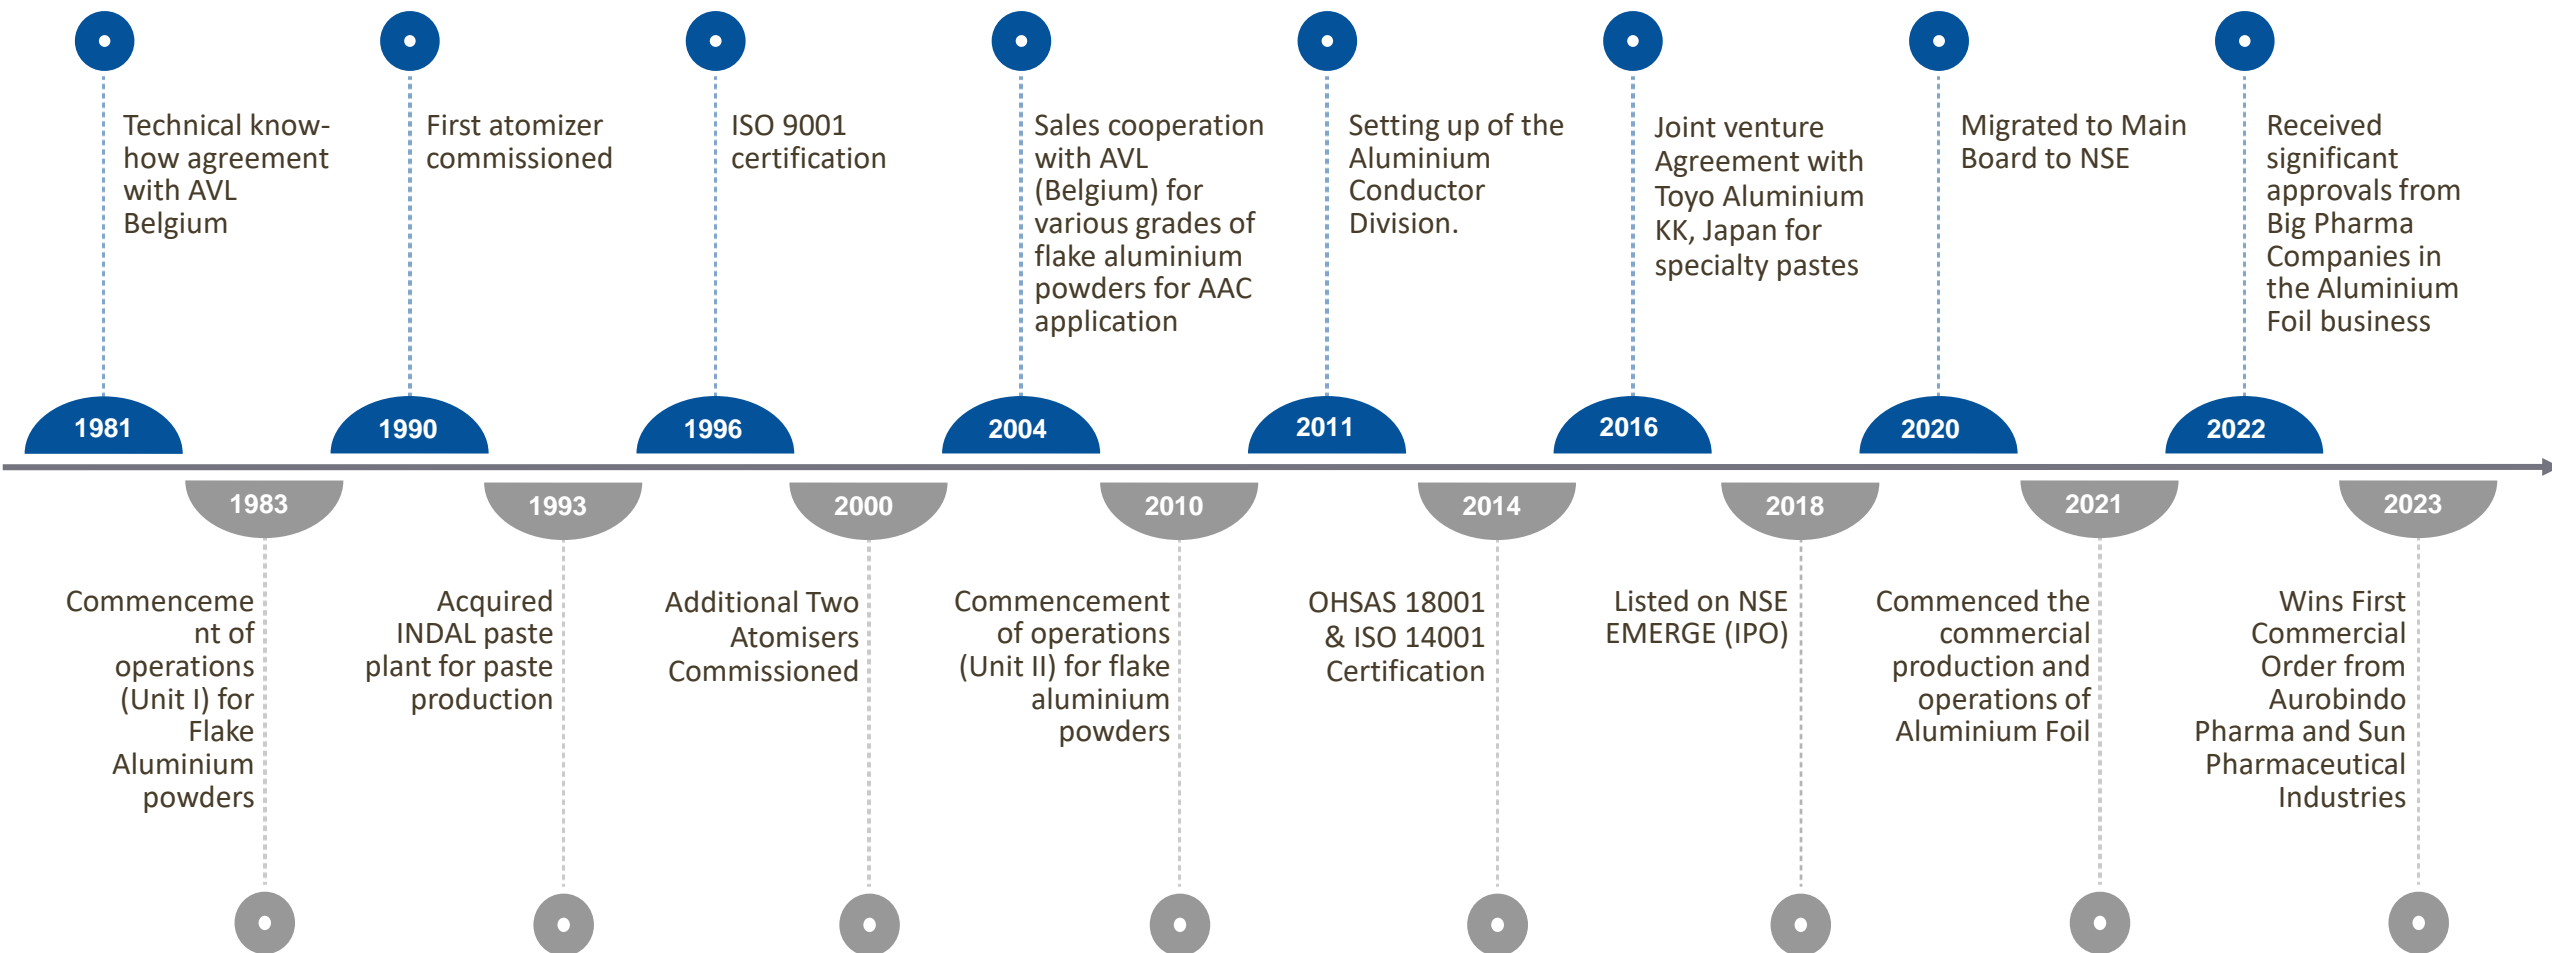 Technical know-
how agreement
with AVL
Belgium
First atomizer
commissioned
ISO 9001
certification
Sales cooperation
with AVL
(Belgium) for
various grades of
flake aluminium
powders for AAC
application
Setting up of the
Aluminium
Conductor
Division.
Joint venture
Agreement with
Toyo Aluminium
KK, Japan for
specialty pastes
Migrated to Main
Board to NSE
Received
significant
approvals from
Big Pharma
Companies in
the Aluminium
Foil business
1981
1990
1996
2004
2011
2016
2020
2022
1983
1993
2000
2010
2014
2018
2021
2023
Commenceme
nt of
operations
(Unit I) for
Flake
Aluminium
powders
Acquired
INDAL paste
plant for paste
production
Additional Two
Atomisers
Commissioned
Commencement
of operations
(Unit II) for flake
aluminium
powders
OHSAS 18001
& ISO 14001
Certification
Listed on NSE
EMERGE (IPO)
Commenced the
commercial
production and
operations of
Aluminium Foil
Wins First
Commercial
Order from
Aurobindo
Pharma and Sun
Pharmaceutical
Industries